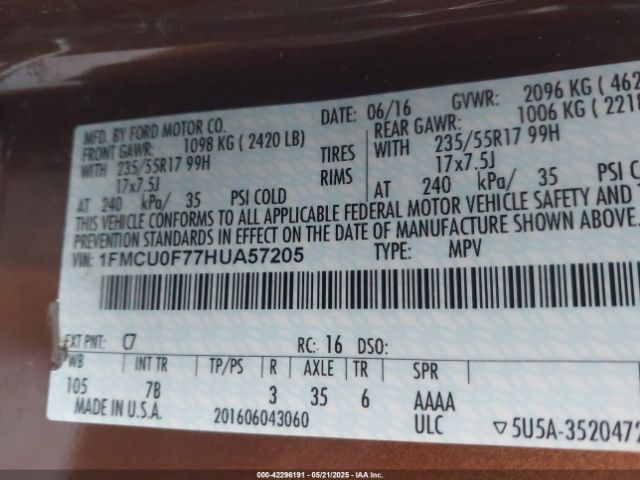 MFD. BY FORD MOTOR CO.
DATE: 06/16 GVWR: 2096 KG ( 462
FRONT GAWR: 1098 KG ( 2420 LB)
REAR GAWR: 1006 KG ( 221
WITH 235/55R17 99H TIRES WITH 235/55R17 99H
17x7.5J RIMS 17x7.5J
AT 240 kPa/ 35 PSI COLD AT 240 kPa/ 35 PSI
THIS VEHICLE CONFORMS TO ALL APPLICABLE FEDERAL MOTOR VEHICLE SAFETY AND
PREVENTION STANDARDS IN EFFECT ON THE DATE OF MANUFACTURE SHOWN ABOVE.
VIN: 1FMCU0F77HUA57205 TYPE: MPV
EXT PNT: C7 RC: 16 DSO:
WB INT TR TP/PS R AXLE TR SPR
105 7B 3 35 6 AAAA
MADE IN U.S.A. 201606043060 ULC ▽5U5A-3520472
000-42296191 - 05/21/2025 - IAA Inc.